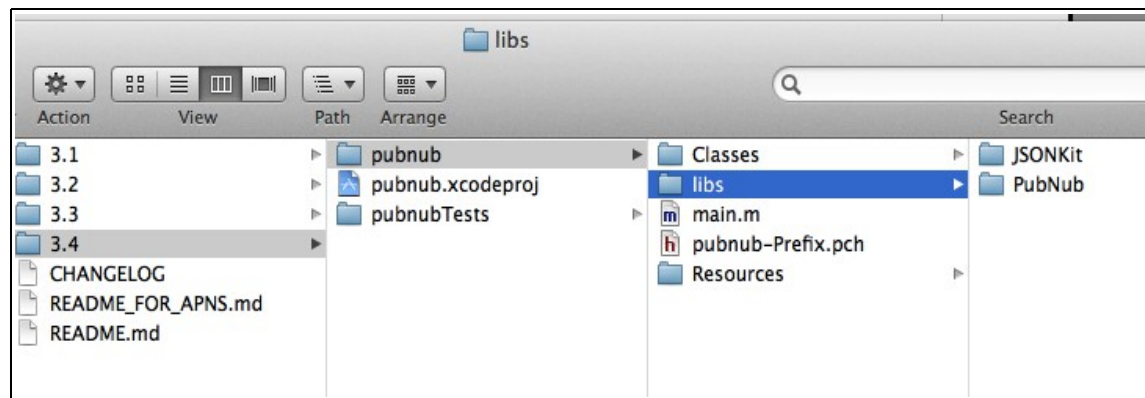 libs
Action
View
Path
Arrange
Search
3.1
3.2
3.3
3.4
CHANGELOG
README_FOR_APNS.md
README.md
pubnub
pubnub.xcodeproj
pubnubTests
Classes
libs
m main.m
h pubnub-Prefix.pch
Resources
JSONKit
PubNub